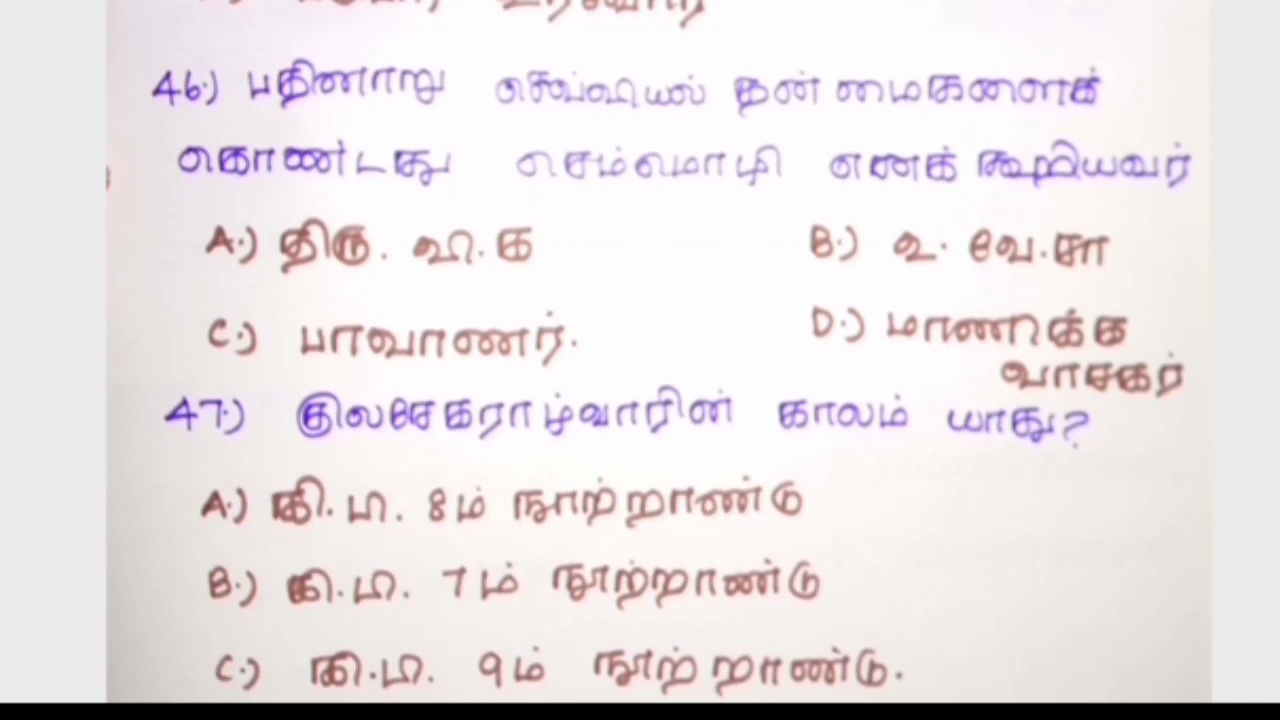 46.) பதினாறு செவ்வியல் தன்மைகளைக்
கொண்டது செம்மொழி எனக் கூறியவர்
A.) திரு. வி. க B.) உ. வே. சா
C.) பாவாணர். D.) மாணிக்க
வாசகர்
47.) குலசேகராழ்வாரின் காலம் யாது?
A.) கி. பி. 8ம் நூற்றாண்டு
B.) கி. பி. 7ம் நூற்றாண்டு
C.) கி. பி. 9ம் நூற்றாண்டு.